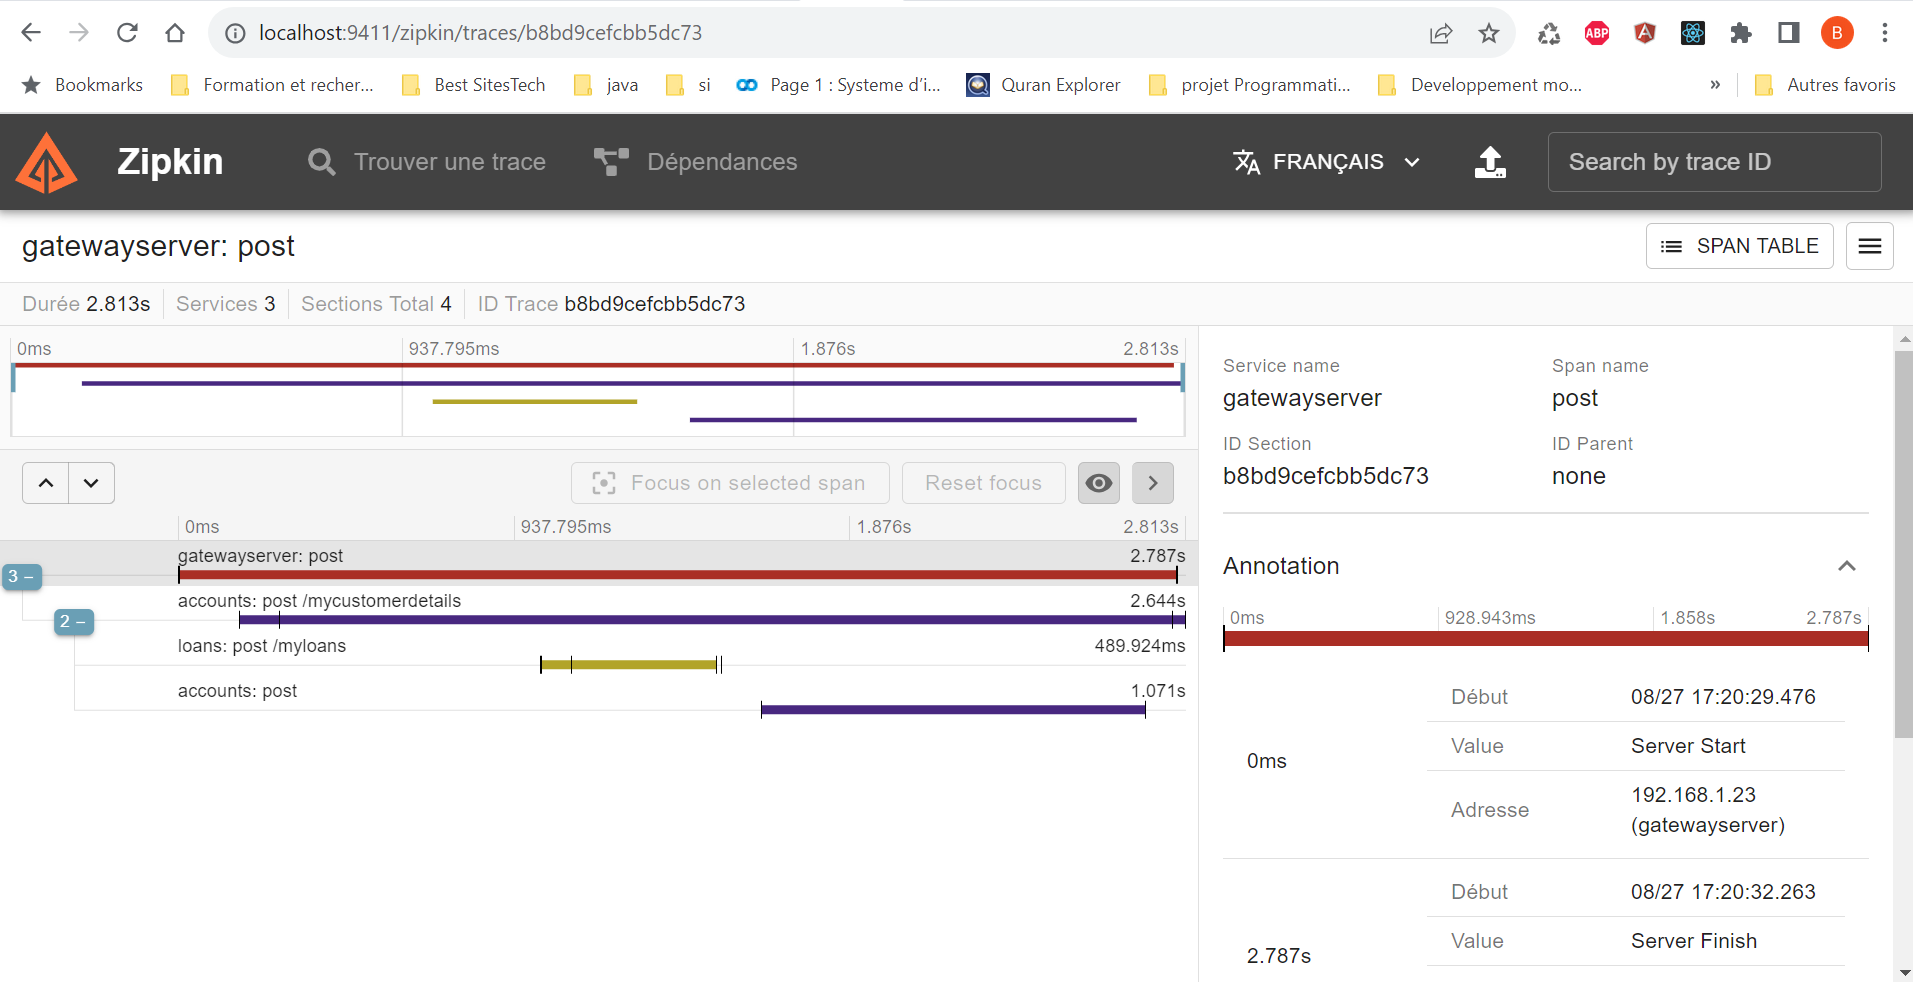 localhost:9411/zipkin/traces/b8bd9cefcbb5dc73
ABP
B
Bookmarks
Formation et recher...
Best SitesTech
java
si
Page 1 : Systeme d'i...
Quran Explorer
projet Programmati...
Developpement mo...
»
Autres favoris
Zipkin
Trouver une trace
Dépendances
FRANÇAIS
Search by trace ID
gatewayserver: post
SPAN TABLE
Durée 2.813s
Services 3
Sections Total 4
ID Trace b8bd9cefcbb5dc73
0ms
937.795ms
1.876s
2.813s
Focus on selected span
Reset focus
0ms
937.795ms
1.876s
2.813s
gatewayserver: post
2.787s
3 −
accounts: post /mycustomerdetails
2.644s
2 −
loans: post /myloans
489.924ms
accounts: post
1.071s
Service name
gatewayserver
Span name
post
ID Section
b8bd9cefcbb5dc73
ID Parent
none
Annotation
0ms
928.943ms
1.858s
2.787s
0ms
Début
08/27 17:20:29.476
Value
Server Start
Adresse
192.168.1.23
(gatewayserver)
2.787s
Début
08/27 17:20:32.263
Value
Server Finish